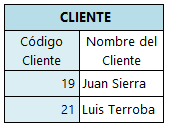 CLIENTE
Código Cliente Nombre del Cliente
19 Juan Sierra
21 Luis Terroba